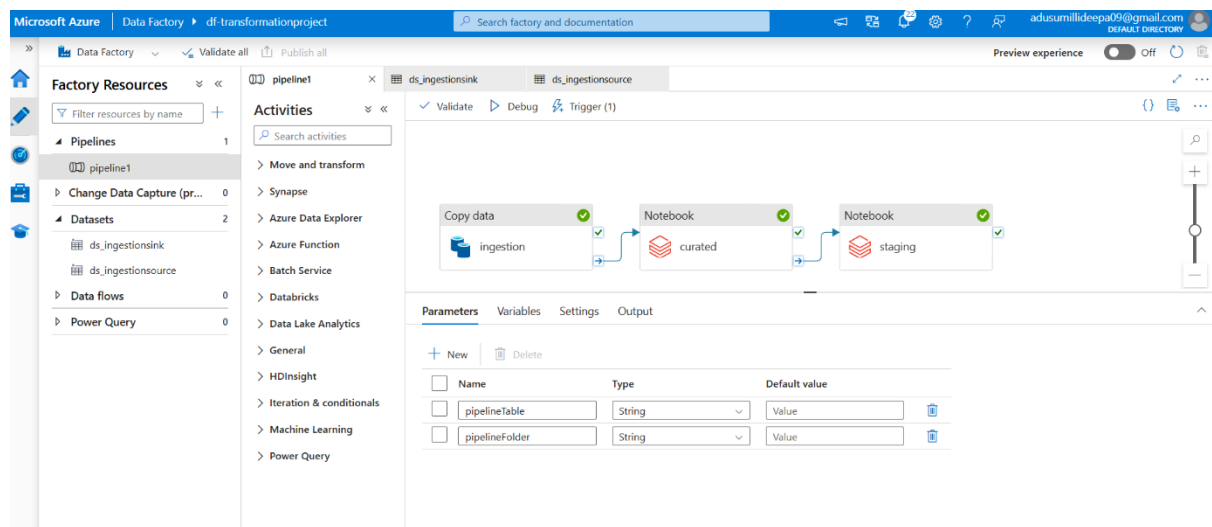 Microsoft Azure Data Factory df-transformationproject Search factory and documentation 22 adusumillideepa09@gmail.com
DEFAULT DIRECTORY
Data Factory Validate all Publish all Preview experience Off
Factory Resources
Filter resources by name
Pipelines 1
pipeline1
Change Data Capture (pr... 0
Datasets 2
ds_ingestionsink
ds_ingestionsource
Data flows 0
Power Query 0
pipeline1 ds_ingestionsink ds_ingestionsource
Activities
Search activities
Move and transform
Synapse
Azure Data Explorer
Azure Function
Batch Service
Databricks
Data Lake Analytics
General
HDInsight
Iteration & conditionals
Machine Learning
Power Query
Validate Debug Trigger (1)
Copy data
ingestion
Notebook
curated
Notebook
staging
Parameters Variables Settings Output
New Delete
Name Type Default value
pipelineTable String Value
pipelineFolder String Value